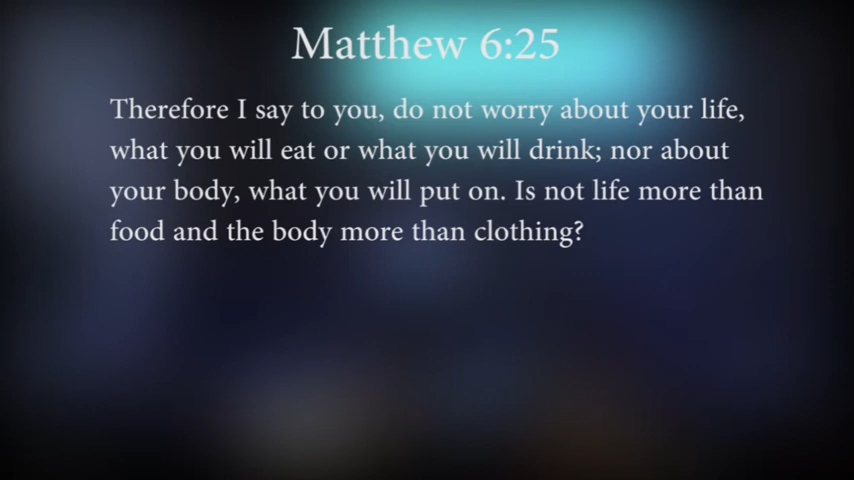 Matthew 6:25
Therefore I say to you, do not worry about your life,
what you will eat or what you will drink; nor about
your body, what you will put on. Is not life more than
food and the body more than clothing?